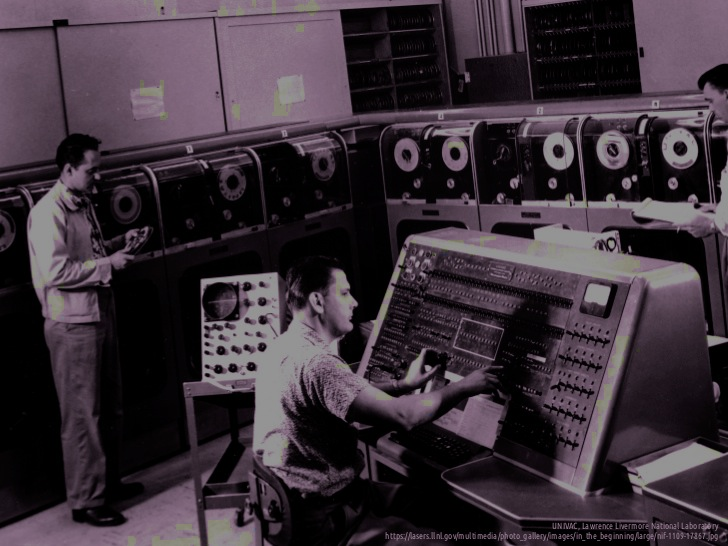 UNIVAC, Lawrence Livermore National Laboratory
https://lasers.llnl.gov/multimedia/photo_gallery/images/in_the_beginning/large/nif-1109-17867.jpg